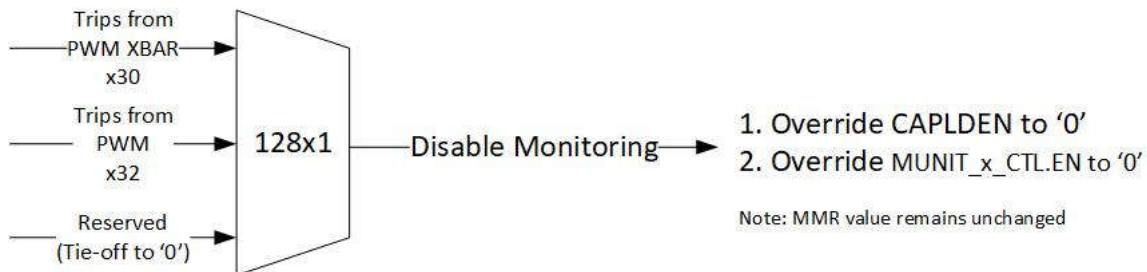 Trips from
PWM XBAR
x30
Trips from
PWM
x32
Reserved
(Tie-off to ‘0’)
128x1
Disable Monitoring
1. Override CAPLDEN to ‘0’
2. Override MUNIT_x_CTL.EN to ‘0’
Note: MMR value remains unchanged